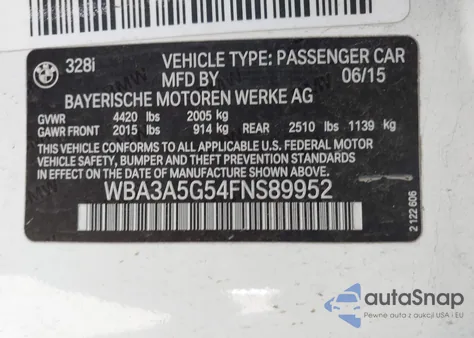 328i VEHICLE TYPE: PASSENGER CAR
MFD BY 06/15
BAYERISCHE MOTOREN WERKE AG
GVWR 4420 lbs 2005 kg
GAWR FRONT 2015 lbs 914 kg REAR 2510 lbs 1139 kg
THIS VEHICLE CONFORMS TO ALL APPLICABLE U.S. FEDERAL MOTOR
VEHICLE SAFETY, BUMPER AND THEFT PREVENTION STANDARDS
IN EFFECT ON THE DATE OF MANUFACTURE SHOWN ABOVE.
WBA3A5G54FNS89952
2 122 606
autoSnap
Pewne auta z aukcji USA i EU